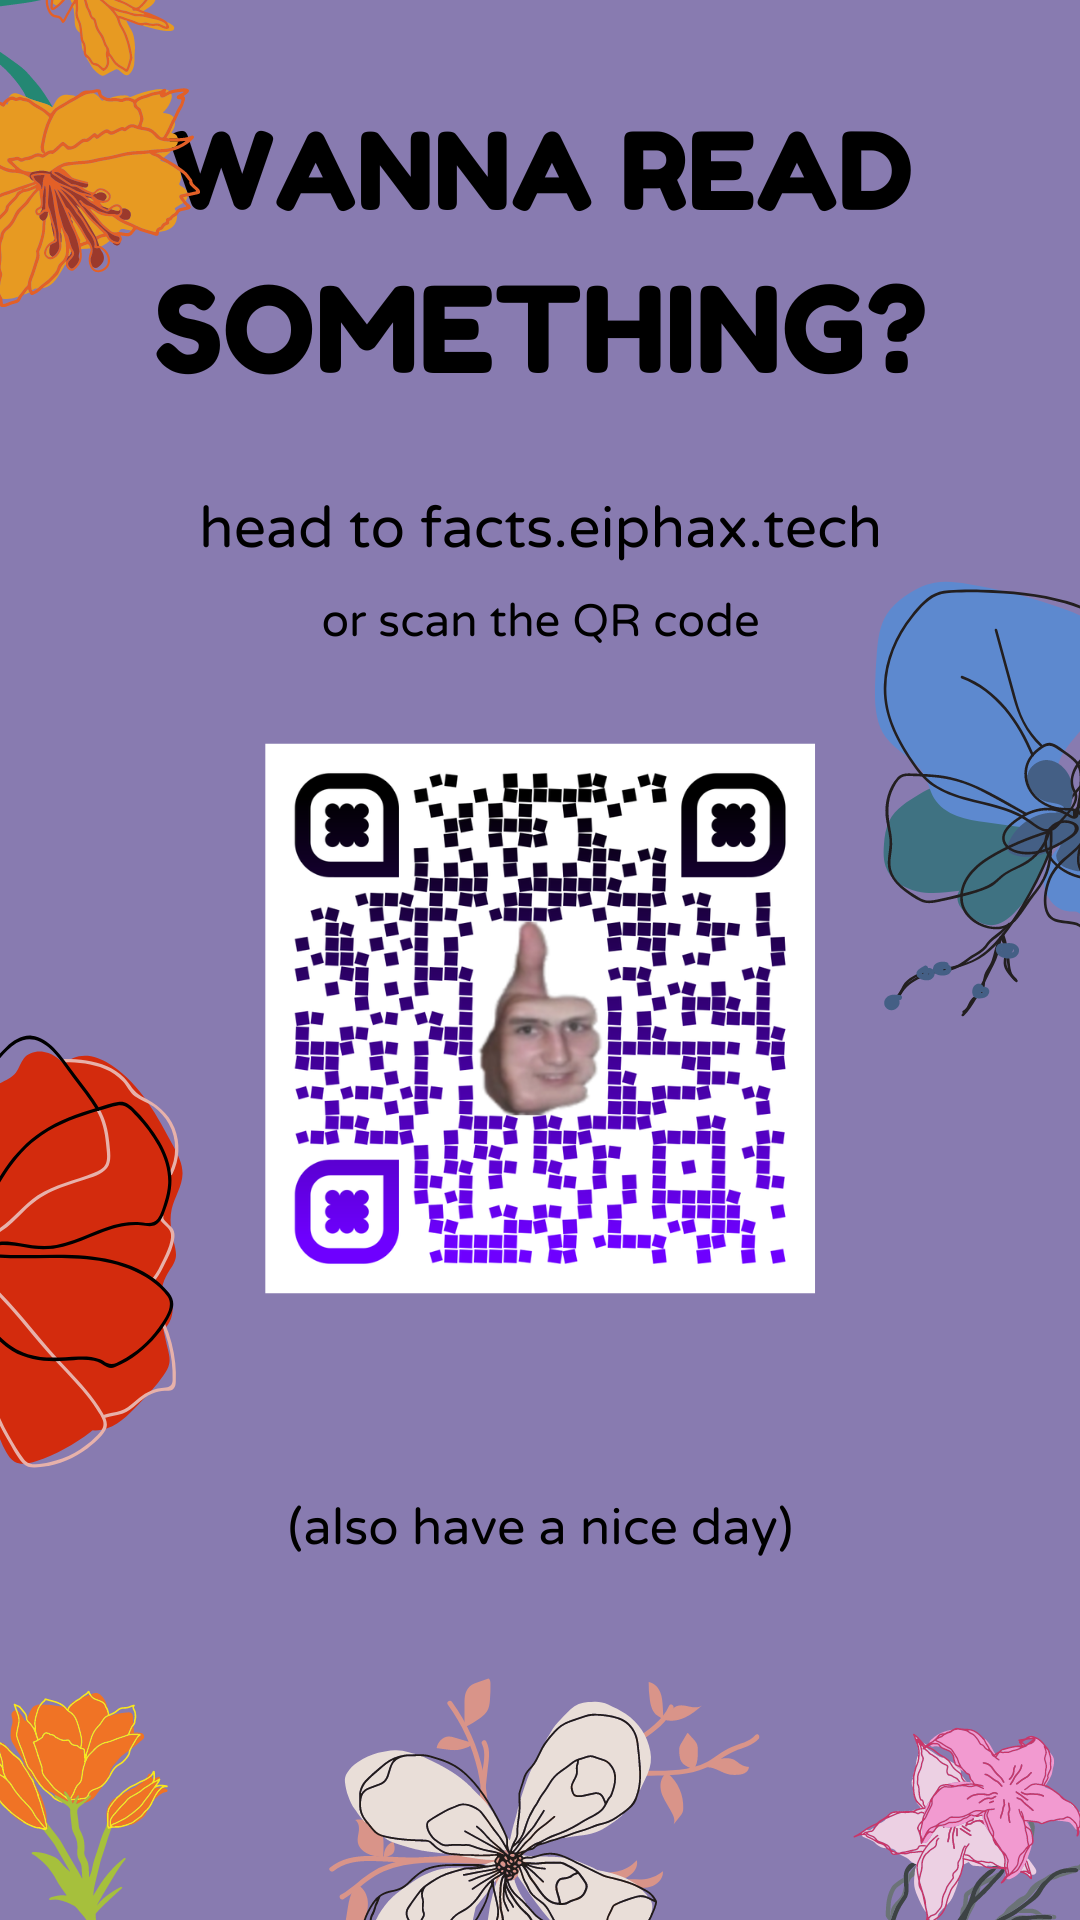 WANNA READ
SOMETHING?
head to facts.eiphax.tech
or scan the QR code
(also have a nice day)